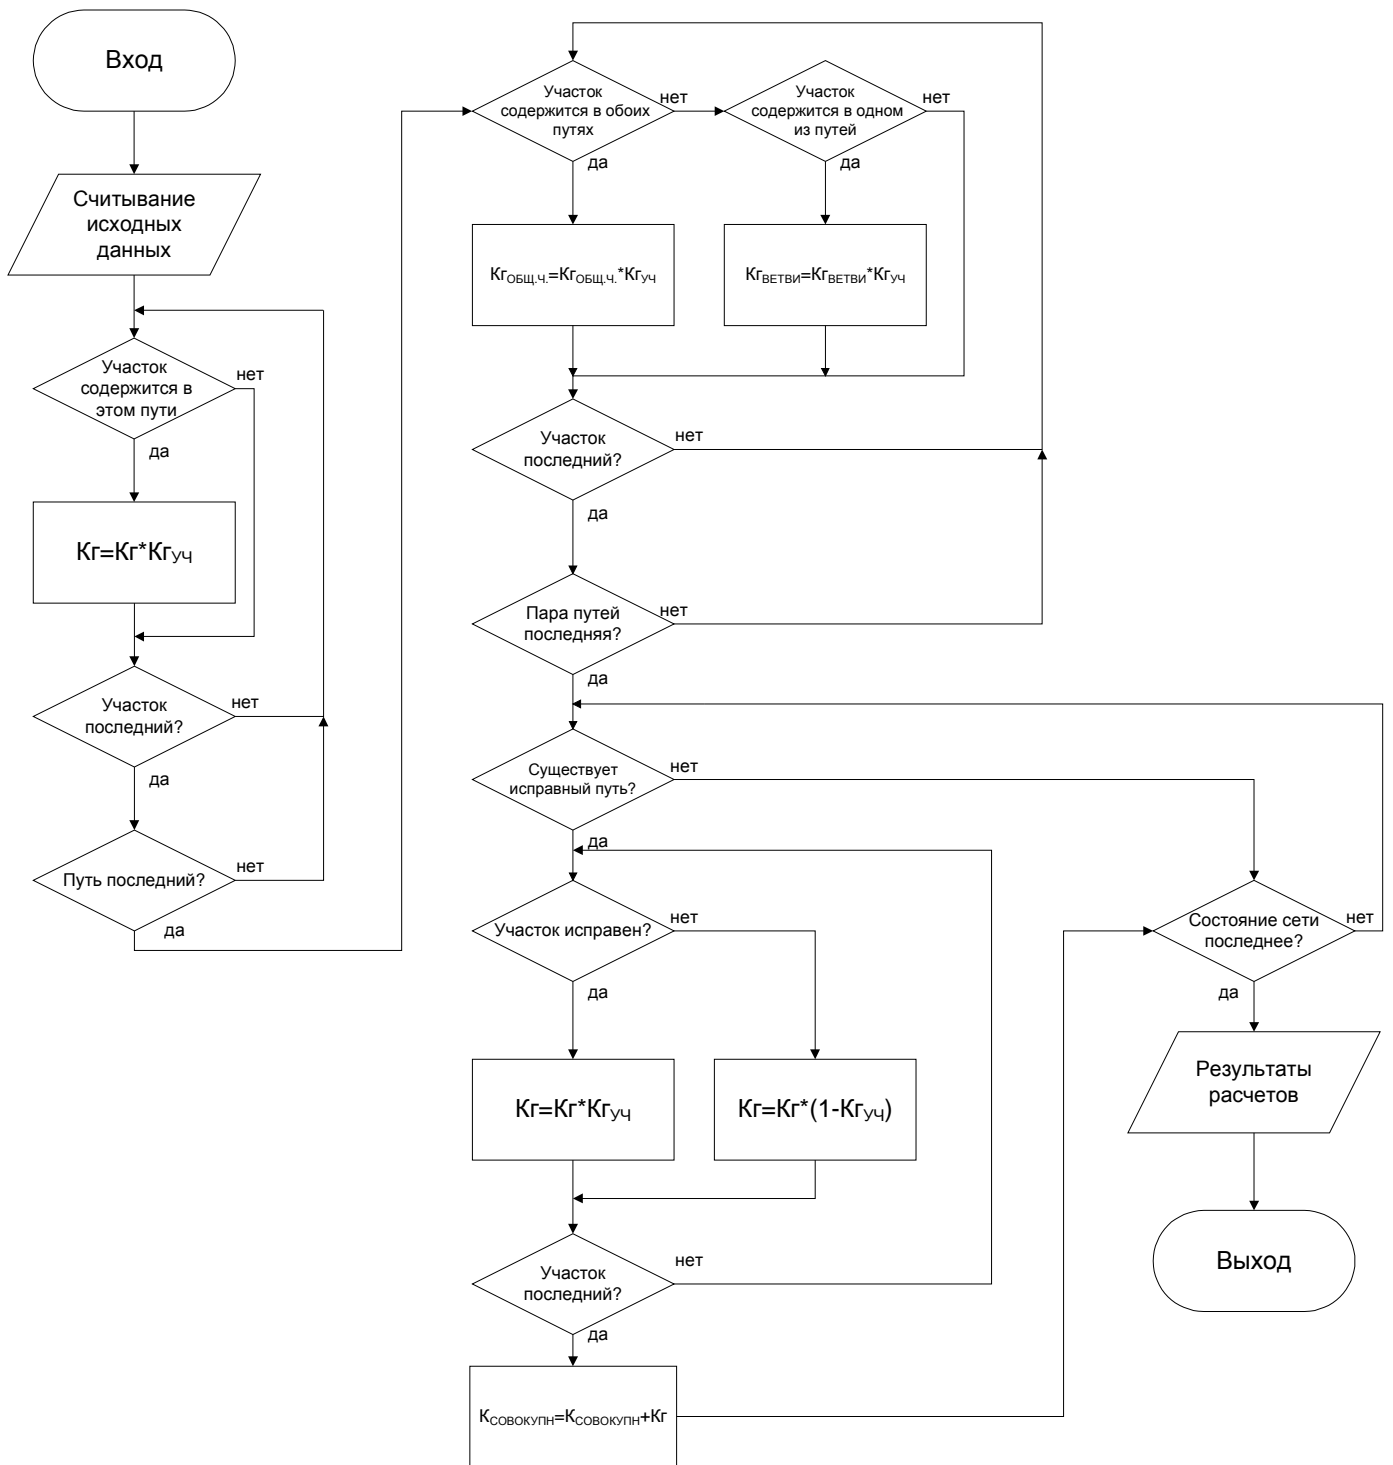 Вход
Считывание
исходных
данных
Участок
содержится в
этом пути
нет
да
Кг=Кг*КгУЧ
Участок
последний?
нет
да
Путь последний?
нет
да
Участок
содержится в обоих
путях
нет
да
Участок
содержится в одном
из путей
нет
да
КгОБЩ.Ч.=КгОБЩ.Ч.*КгУЧ
КгВЕТВИ=КгВЕТВИ*КгУЧ
Участок
последний?
нет
да
Пара путей
последняя?
нет
да
Существует
исправный путь?
нет
да
Участок исправен?
нет
да
Кг=Кг*КгУЧ
Кг=Кг*(1-КгУЧ)
Участок
последний?
нет
да
КСОВОКУПН=КСОВОКУПН+Кг
Состояние сети
последнее?
нет
да
Результаты
расчетов
Выход